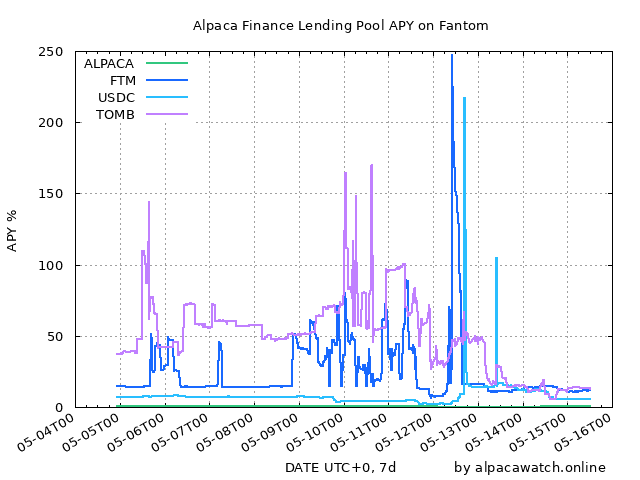 Alpaca Finance Lending Pool APY on Fantom
250
200
150
100
50
0
APY %
ALPACA
FTM
USDC
TOMB
05-04T00
05-05T00
05-06T00
05-07T00
05-08T00
05-09T00
05-10T00
05-11T00
05-12T00
05-13T00
05-14T00
05-15T00
05-16T00
DATE UTC+0, 7d
by alpacawatch.online